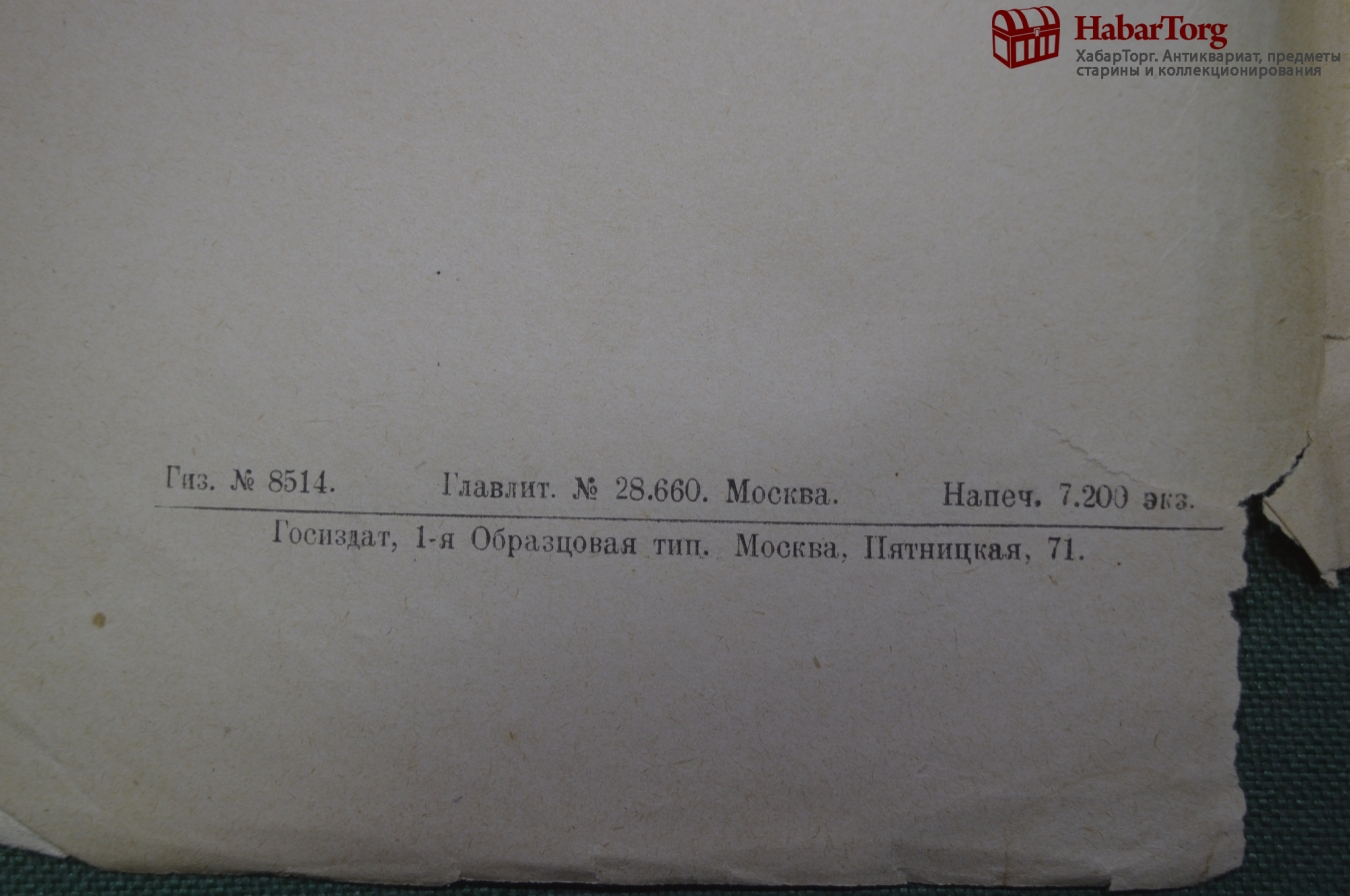 HabarTorg
ХабарТорг. Антиквариат, предметы
старины и коллекционирования
Гиз. № 8514. Главлит. № 28.660. Москва. Напеч. 7.200 экз.
Госиздат, 1-я Образцовая тип. Москва, Пятницкая, 71.